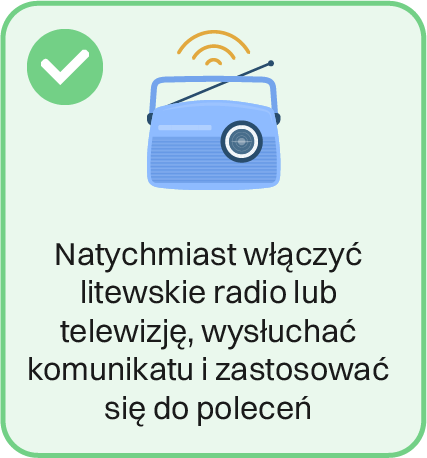 Natychmiast włączyć
litewskie radio lub
telewizję, wysłuchać
komunikatu i zastosować
się do poleceń